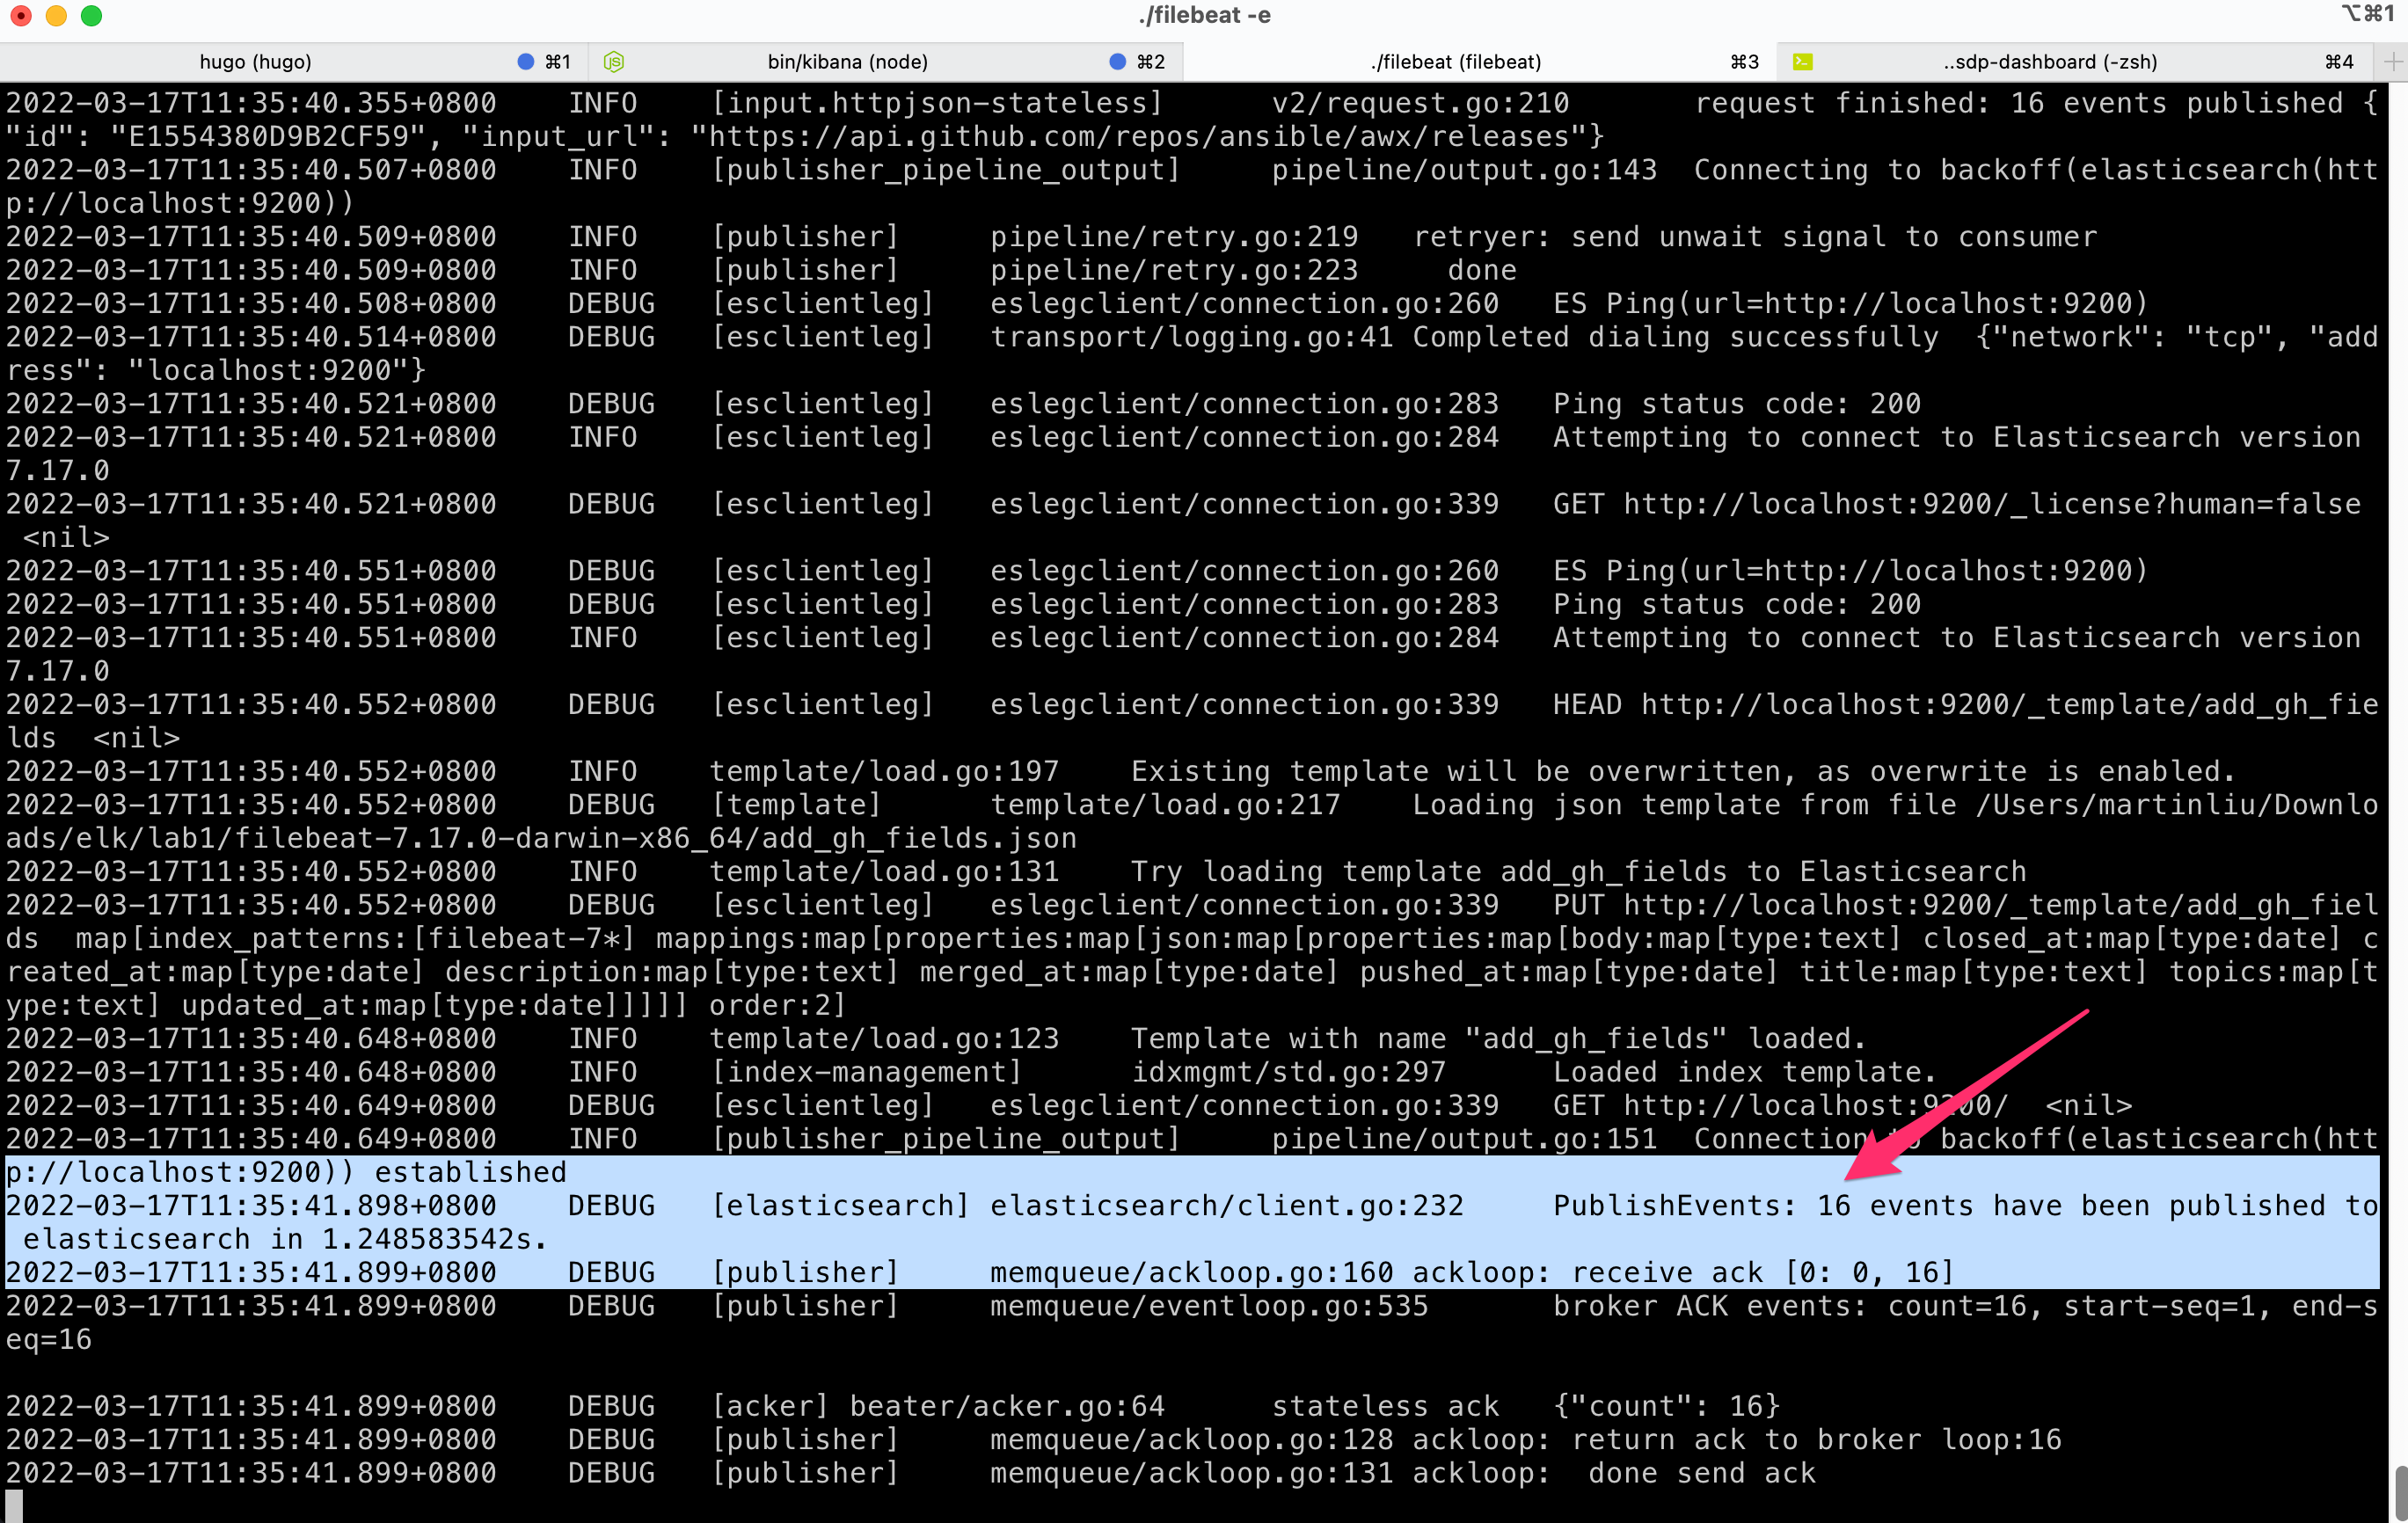 ./filebeat -e
⌥⌘1
hugo (hugo) ⌘1 bin/kibana (node) ⌘2 ./filebeat (filebeat) ⌘3 ..sdp-dashboard (-zsh) ⌘4
2022-03-17T11:35:40.355+0800 INFO [input.httpjson-stateless] v2/request.go:210 request finished: 16 events published {
"id": "E1554380D9B2CF59", "input_url": "https://api.github.com/repos/ansible/awx/releases"}
2022-03-17T11:35:40.507+0800 INFO [publisher_pipeline_output] pipeline/output.go:143 Connecting to backoff(elasticsearch(htt
p://localhost:9200))
2022-03-17T11:35:40.509+0800 INFO [publisher] pipeline/retry.go:219 retryer: send unwait signal to consumer
2022-03-17T11:35:40.509+0800 INFO [publisher] pipeline/retry.go:223 done
2022-03-17T11:35:40.508+0800 DEBUG [esclientleg] eslegclient/connection.go:260 ES Ping(url=http://localhost:9200)
2022-03-17T11:35:40.514+0800 DEBUG [esclientleg] transport/logging.go:41 Completed dialing successfully {"network": "tcp", "add
ress": "localhost:9200"}
2022-03-17T11:35:40.521+0800 DEBUG [esclientleg] eslegclient/connection.go:283 Ping status code: 200
2022-03-17T11:35:40.521+0800 INFO [esclientleg] eslegclient/connection.go:284 Attempting to connect to Elasticsearch version
7.17.0
2022-03-17T11:35:40.521+0800 DEBUG [esclientleg] eslegclient/connection.go:339 GET http://localhost:9200/_license?human=false
<nil>
2022-03-17T11:35:40.551+0800 DEBUG [esclientleg] eslegclient/connection.go:260 ES Ping(url=http://localhost:9200)
2022-03-17T11:35:40.551+0800 DEBUG [esclientleg] eslegclient/connection.go:283 Ping status code: 200
2022-03-17T11:35:40.551+0800 INFO [esclientleg] eslegclient/connection.go:284 Attempting to connect to Elasticsearch version
7.17.0
2022-03-17T11:35:40.552+0800 DEBUG [esclientleg] eslegclient/connection.go:339 HEAD http://localhost:9200/_template/add_gh_fie
lds <nil>
2022-03-17T11:35:40.552+0800 INFO template/load.go:197 Existing template will be overwritten, as overwrite is enabled.
2022-03-17T11:35:40.552+0800 DEBUG [template] template/load.go:217 Loading json template from file /Users/martinliu/Downlo
ads/elk/lab1/filebeat-7.17.0-darwin-x86_64/add_gh_fields.json
2022-03-17T11:35:40.552+0800 INFO template/load.go:131 Try loading template add_gh_fields to Elasticsearch
2022-03-17T11:35:40.552+0800 DEBUG [esclientleg] eslegclient/connection.go:339 PUT http://localhost:9200/_template/add_gh_fiel
ds map[index_patterns:[filebeat-7*] mappings:map[properties:map[json:map[properties:map[body:map[type:text] closed_at:map[type:date] c
reated_at:map[type:date] description:map[type:text] merged_at:map[type:date] pushed_at:map[type:date] title:map[type:text] topics:map[t
ype:text] updated_at:map[type:date]]]]] order:2]
2022-03-17T11:35:40.648+0800 INFO template/load.go:123 Template with name "add_gh_fields" loaded.
2022-03-17T11:35:40.648+0800 INFO [index-management] idxmgmt/std.go:297 Loaded index template.
2022-03-17T11:35:40.649+0800 DEBUG [esclientleg] eslegclient/connection.go:339 GET http://localhost:9200/ <nil>
2022-03-17T11:35:40.649+0800 INFO [publisher_pipeline_output] pipeline/output.go:151 Connection to backoff(elasticsearch(htt
p://localhost:9200)) established
2022-03-17T11:35:41.898+0800 DEBUG [elasticsearch] elasticsearch/client.go:232 PublishEvents: 16 events have been published to
elasticsearch in 1.248583542s.
2022-03-17T11:35:41.899+0800 DEBUG [publisher] memqueue/ackloop.go:160 ackloop: receive ack [0: 0, 16]
2022-03-17T11:35:41.899+0800 DEBUG [publisher] memqueue/eventloop.go:535 broker ACK events: count=16, start-seq=1, end-s
eq=16
2022-03-17T11:35:41.899+0800 DEBUG [acker] beater/acker.go:64 stateless ack {"count": 16}
2022-03-17T11:35:41.899+0800 DEBUG [publisher] memqueue/ackloop.go:128 ackloop: return ack to broker loop:16
2022-03-17T11:35:41.899+0800 DEBUG [publisher] memqueue/ackloop.go:131 ackloop: done send ack